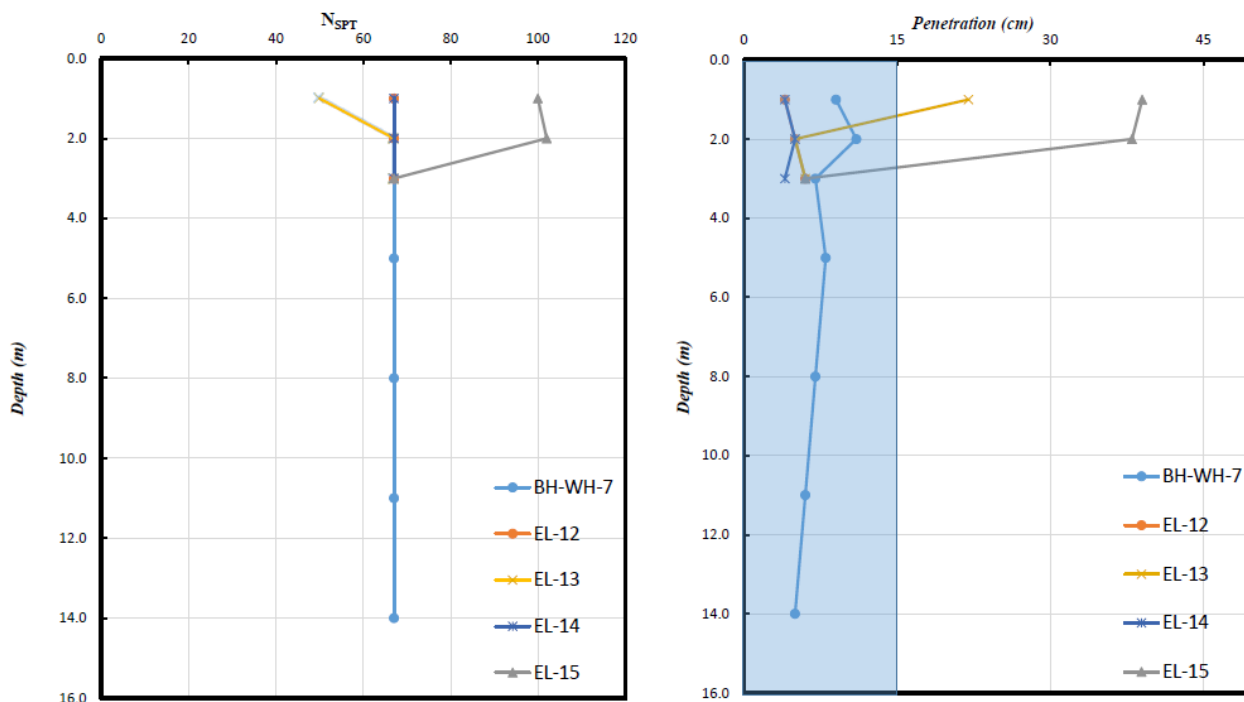 N_SPT
0 20 40 60 80 100 120
0.0
2.0
4.0
6.0
8.0
10.0
12.0
14.0
16.0
Depth (m)
BH-WH-7
EL-12
EL-13
EL-14
EL-15
Penetration (cm)
0 15 30 45
0.0
2.0
4.0
6.0
8.0
10.0
12.0
14.0
16.0
Depth (m)
BH-WH-7
EL-12
EL-13
EL-14
EL-15